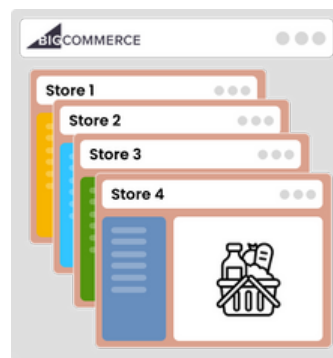 BIGCOMMERCE
Store 1
Store 2
Store 3
Store 4